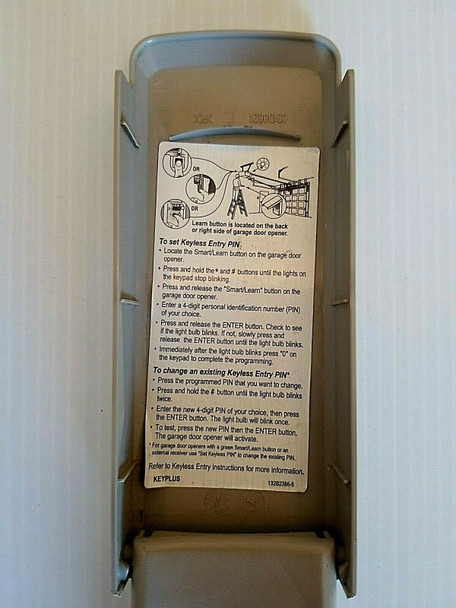 OR
OR
Learn button is located on the back
or right side of garage door opener.
To set Keyless Entry PIN
• Locate the Smart/Learn button on the garage door
opener.
• Press and hold the * and # buttons until the lights on
the keypad stop blinking.
• Press and release the "Smart/Learn" button on the
garage door opener.
• Enter a 4-digit personal identification number (PIN)
of your choice.
• Press and release the ENTER button. Check to see
if the light bulb blinks. If not, slowly press and
release the ENTER button until the light bulb blinks.
• Immediately after the light bulb blinks press "0" on
the keypad to complete the programming.
To change an existing Keyless Entry PIN*
• Press the programmed PIN that you want to change.
• Press and hold the # button until the light bulb blinks
twice.
• Enter the new 4-digit PIN of your choice, then press
the ENTER button. The light bulb will blink once.
• To test, press the new PIN then the ENTER button.
The garage door opener will activate.
* For garage door openers with a green Smart/Learn button or an
external receiver use "Set Keyless PIN" to change the existing PIN.
Refer to Keyless Entry instructions for more information.
KEYPLUS 132B2386-8